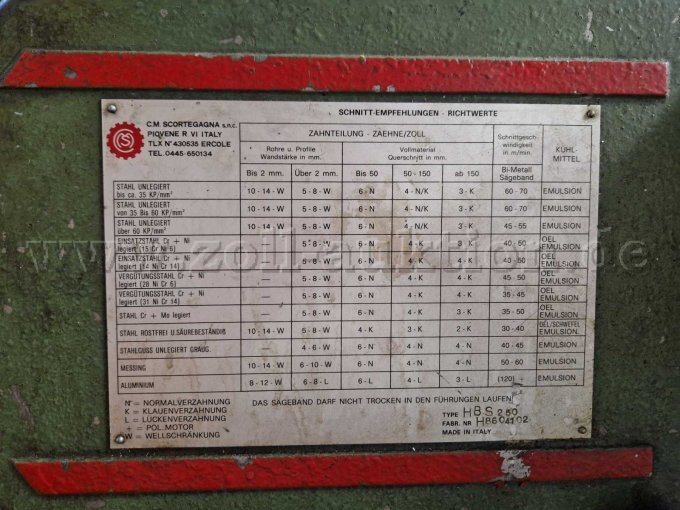 SCHNITT-EMPFEHLUNGEN - RICHTWERTE
C.M. SCORTEGAGNA s.n.c.
PIOVENE R. VI ITALY
TLX N° 430535 ERCOLE
TEL. 0445-650134
ZAHNTEILUNG - ZAEHNE/ZOLL
Schnittgesch-
windigkeit
in m/min.
KÜHL-
MITTEL
Rohre u. Profile
Wandstärke in mm.
Vollmaterial
Querschnitt in mm.
Bis 2 mm. Über 2 mm. Bis 50 50 - 150 ab 150
Bi-Metall
Sägeband
STAHL UNLEGIERT
bis ca. 35 KP/mm² 10 - 14 - W 5 - 8 - W 6 - N 4 - N/K 3 - K 60 - 70 EMULSION
STAHL UNLEGIERT
von 35 Bis 60 KP/mm² 10 - 14 - W 5 - 8 - W 6 - N 4 - N/K 3 - K 60 - 70 EMULSION
STAHL UNLEGIERT
über 60 KP/mm² 10 - 14 - W 5 - 8 - W 6 - N 4 - N/K 3 - K 45 - 55 EMULSION
EINSATZSTAHL Cr + Ni
legiert (15 Cr 6) — 5 - 8 - W 6 - N 4 - K 3 - K 40 - 50 OEL
EMULSION
EINSATZSTAHL Cr + Ni
legiert (14 Ni 14) — 5 - 8 - W 6 - N 4 - K 4 - K 40 - 50 OEL
EMULSION
VERGÜTUNGSSTAHL Cr + Ni
legiert (28 Ni 6) — 5 - 8 - W 6 - N 4 - K 4 - K 45 - 50 OEL
EMULSION
VERGÜTUNGSSTAHL Cr + Ni
legiert (31 Ni Cr 14) — 5 - 8 - W 6 - N 4 - K 4 - K 35 - 45 OEL
EMULSION
STAHL Cr + Mo legiert — 5 - 8 - W 6 - N 4 - K 3 - K 35 - 50 OEL
EMULSION
STAHL ROSTFREI U.SÄUREBESTÄNDIG 10 - 14 - W 5 - 8 - W 6 - N 4 - K 2 - K 30 - 40 OEL/SCHWEFEL
EMULSION
STAHLGUSS UNLEGIERT GRAUG. — 4 - 6 - W 4 - N 4 - N 4 - N 40 - 45 EMULSION
MESSING 10 - 14 - W 6 - 10 - W 6 - N 4 - N 4 - N 50 - 60 EMULSION
ALUMINIUM 8 - 12 - W 6 - 8 - L 6 - L 4 - L 3 - L (120) + EMULSION
N = NORMALVERZAHNUNG
K = KLAUENVERZAHNUNG
L = LUCKENVERZAHNUNG
+ = POL.MOTOR
W = WELLSCHRÄNKUNG
DAS SÄGEBAND DARF NICHT TROCKEN IN DEN FÜHRUNGEN LAUFEN
TYPE HBS 250
FABR. NR H8604102
MADE IN ITALY
www.zoll-auktion.de